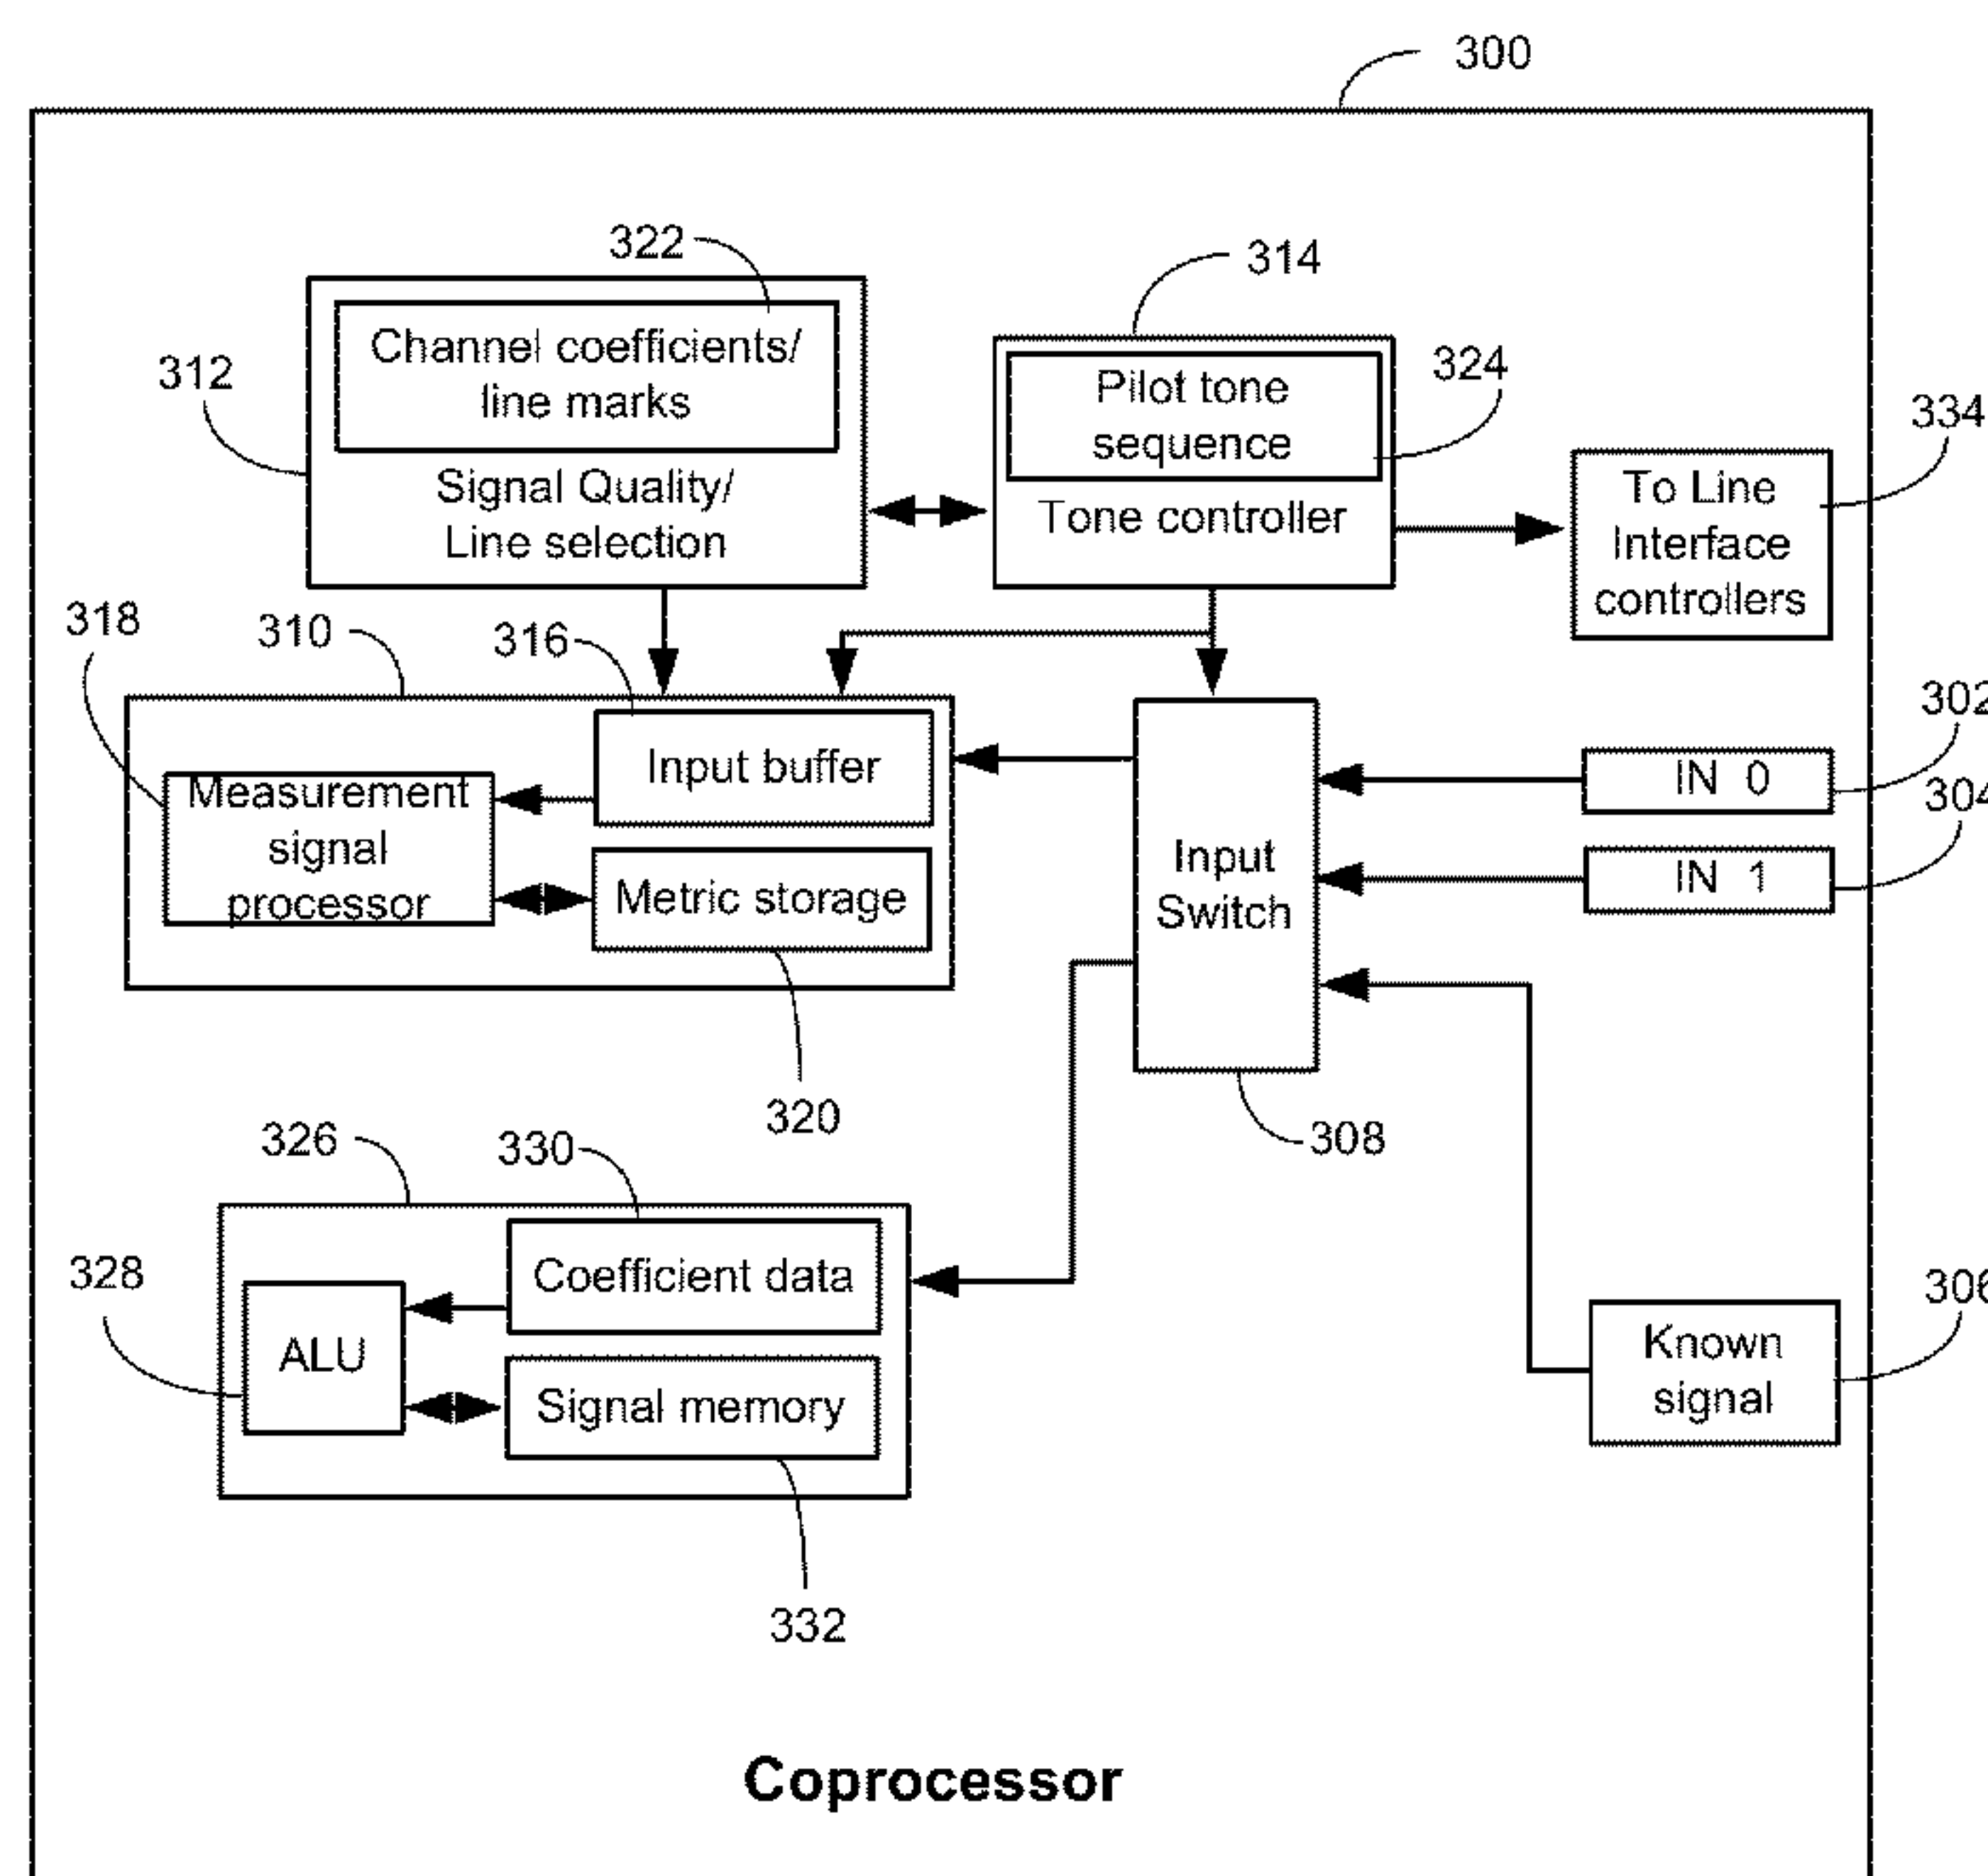 300
322
314
Channel coefficients/
line marks
Pilot tone
sequence
324
312
334
Signal Quality/
Line selection
Tone controller
To Line
Interface
controllers
318
310
316
302
Input buffer
IN 0
304
Measurement
signal
processor
Metric storage
Input
Switch
IN 1
320
308
326
330
306
328
Coefficient data
ALU
Signal memory
Known
signal
332
Coprocessor